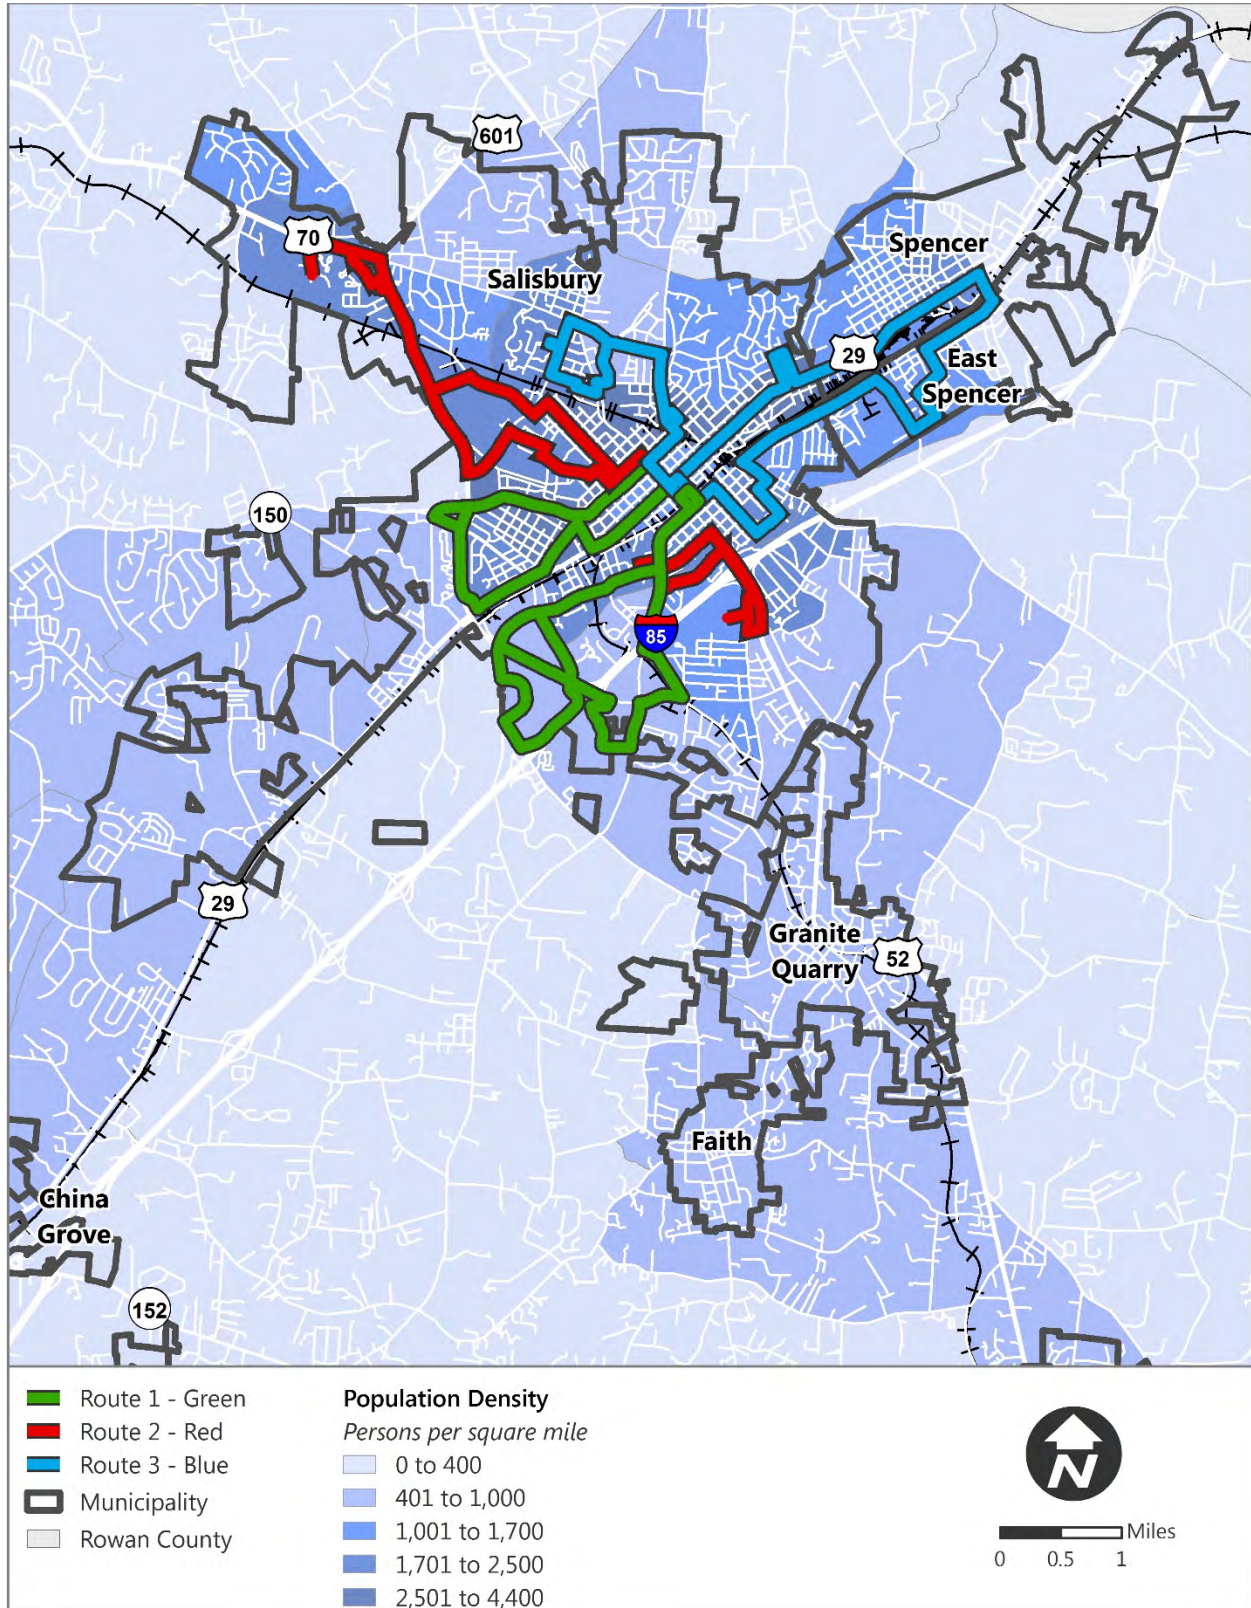 601
70
Spencer
Salisbury
29
East
Spencer
150
85
29
Granite
Quarry
52
Faith
China
Grove
152
Route 1 - Green
Route 2 - Red
Route 3 - Blue
Municipality
Rowan County
Population Density
Persons per square mile
0 to 400
401 to 1,000
1,001 to 1,700
1,701 to 2,500
2,501 to 4,400
N
Miles
0 0.5 1